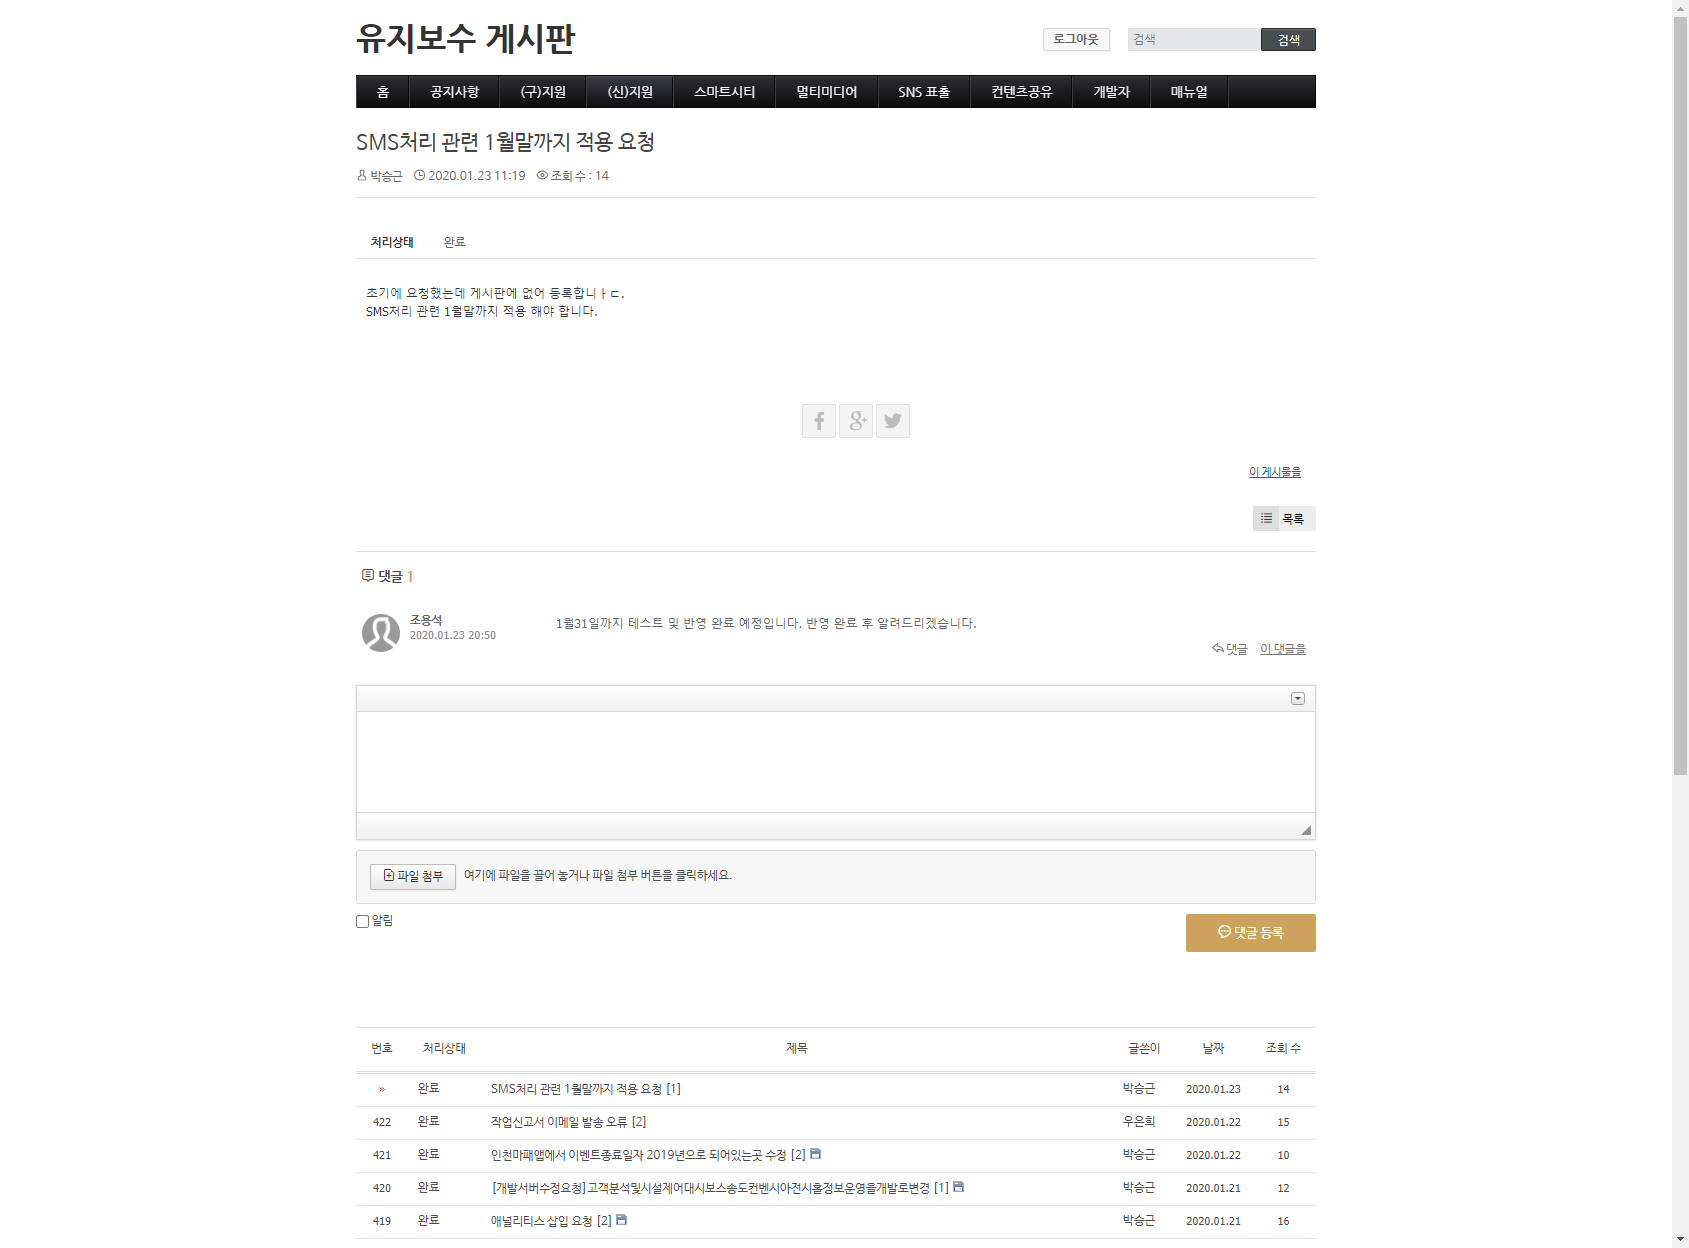 유지보수 게시판
로그아웃 검색 검색
홈 공지사항 (구)지원 (신)지원 스마트시티 멀티미디어 SNS 표출 컨텐츠공유 개발자 매뉴얼
SMS처리 관련 1월말까지 적용 요청
박승근 2020.01.23 11:19 조회 수 : 14
처리상태 완료
초기에 요청했는데 게시판에 없어 등록합니ㅏㄷ.
SMS처리 관련 1월말까지 적용 해야 합니다.
이 게시물을
목록
댓글 1
조용석
2020.01.23 20:50
1월31일까지 테스트 및 반영 완료 예정입니다. 반영 완료 후 알려드리겠습니다.
댓글 이 댓글을
파일 첨부 여기에 파일을 끌어 놓거나 파일 첨부 버튼을 클릭하세요.
알림
댓글 등록
번호 처리상태 제목 글쓴이 날짜 조회 수
» 완료 SMS처리 관련 1월말까지 적용 요청 [1] 박승근 2020.01.23 14
422 완료 작업신고서 이메일 발송 오류 [2] 우은희 2020.01.22 15
421 완료 인천마패앱에서 이벤트종료일자 2019년으로 되어있는곳 수정 [2] 박승근 2020.01.22 10
420 완료 [개발서버수정요청]고객분석및시설제어대시보스송도컨벤시아전시홀정보운영을개발로변경 [1] 박승근 2020.01.21 12
419 완료 애널리티스 삽입 요청 [2] 박승근 2020.01.21 16